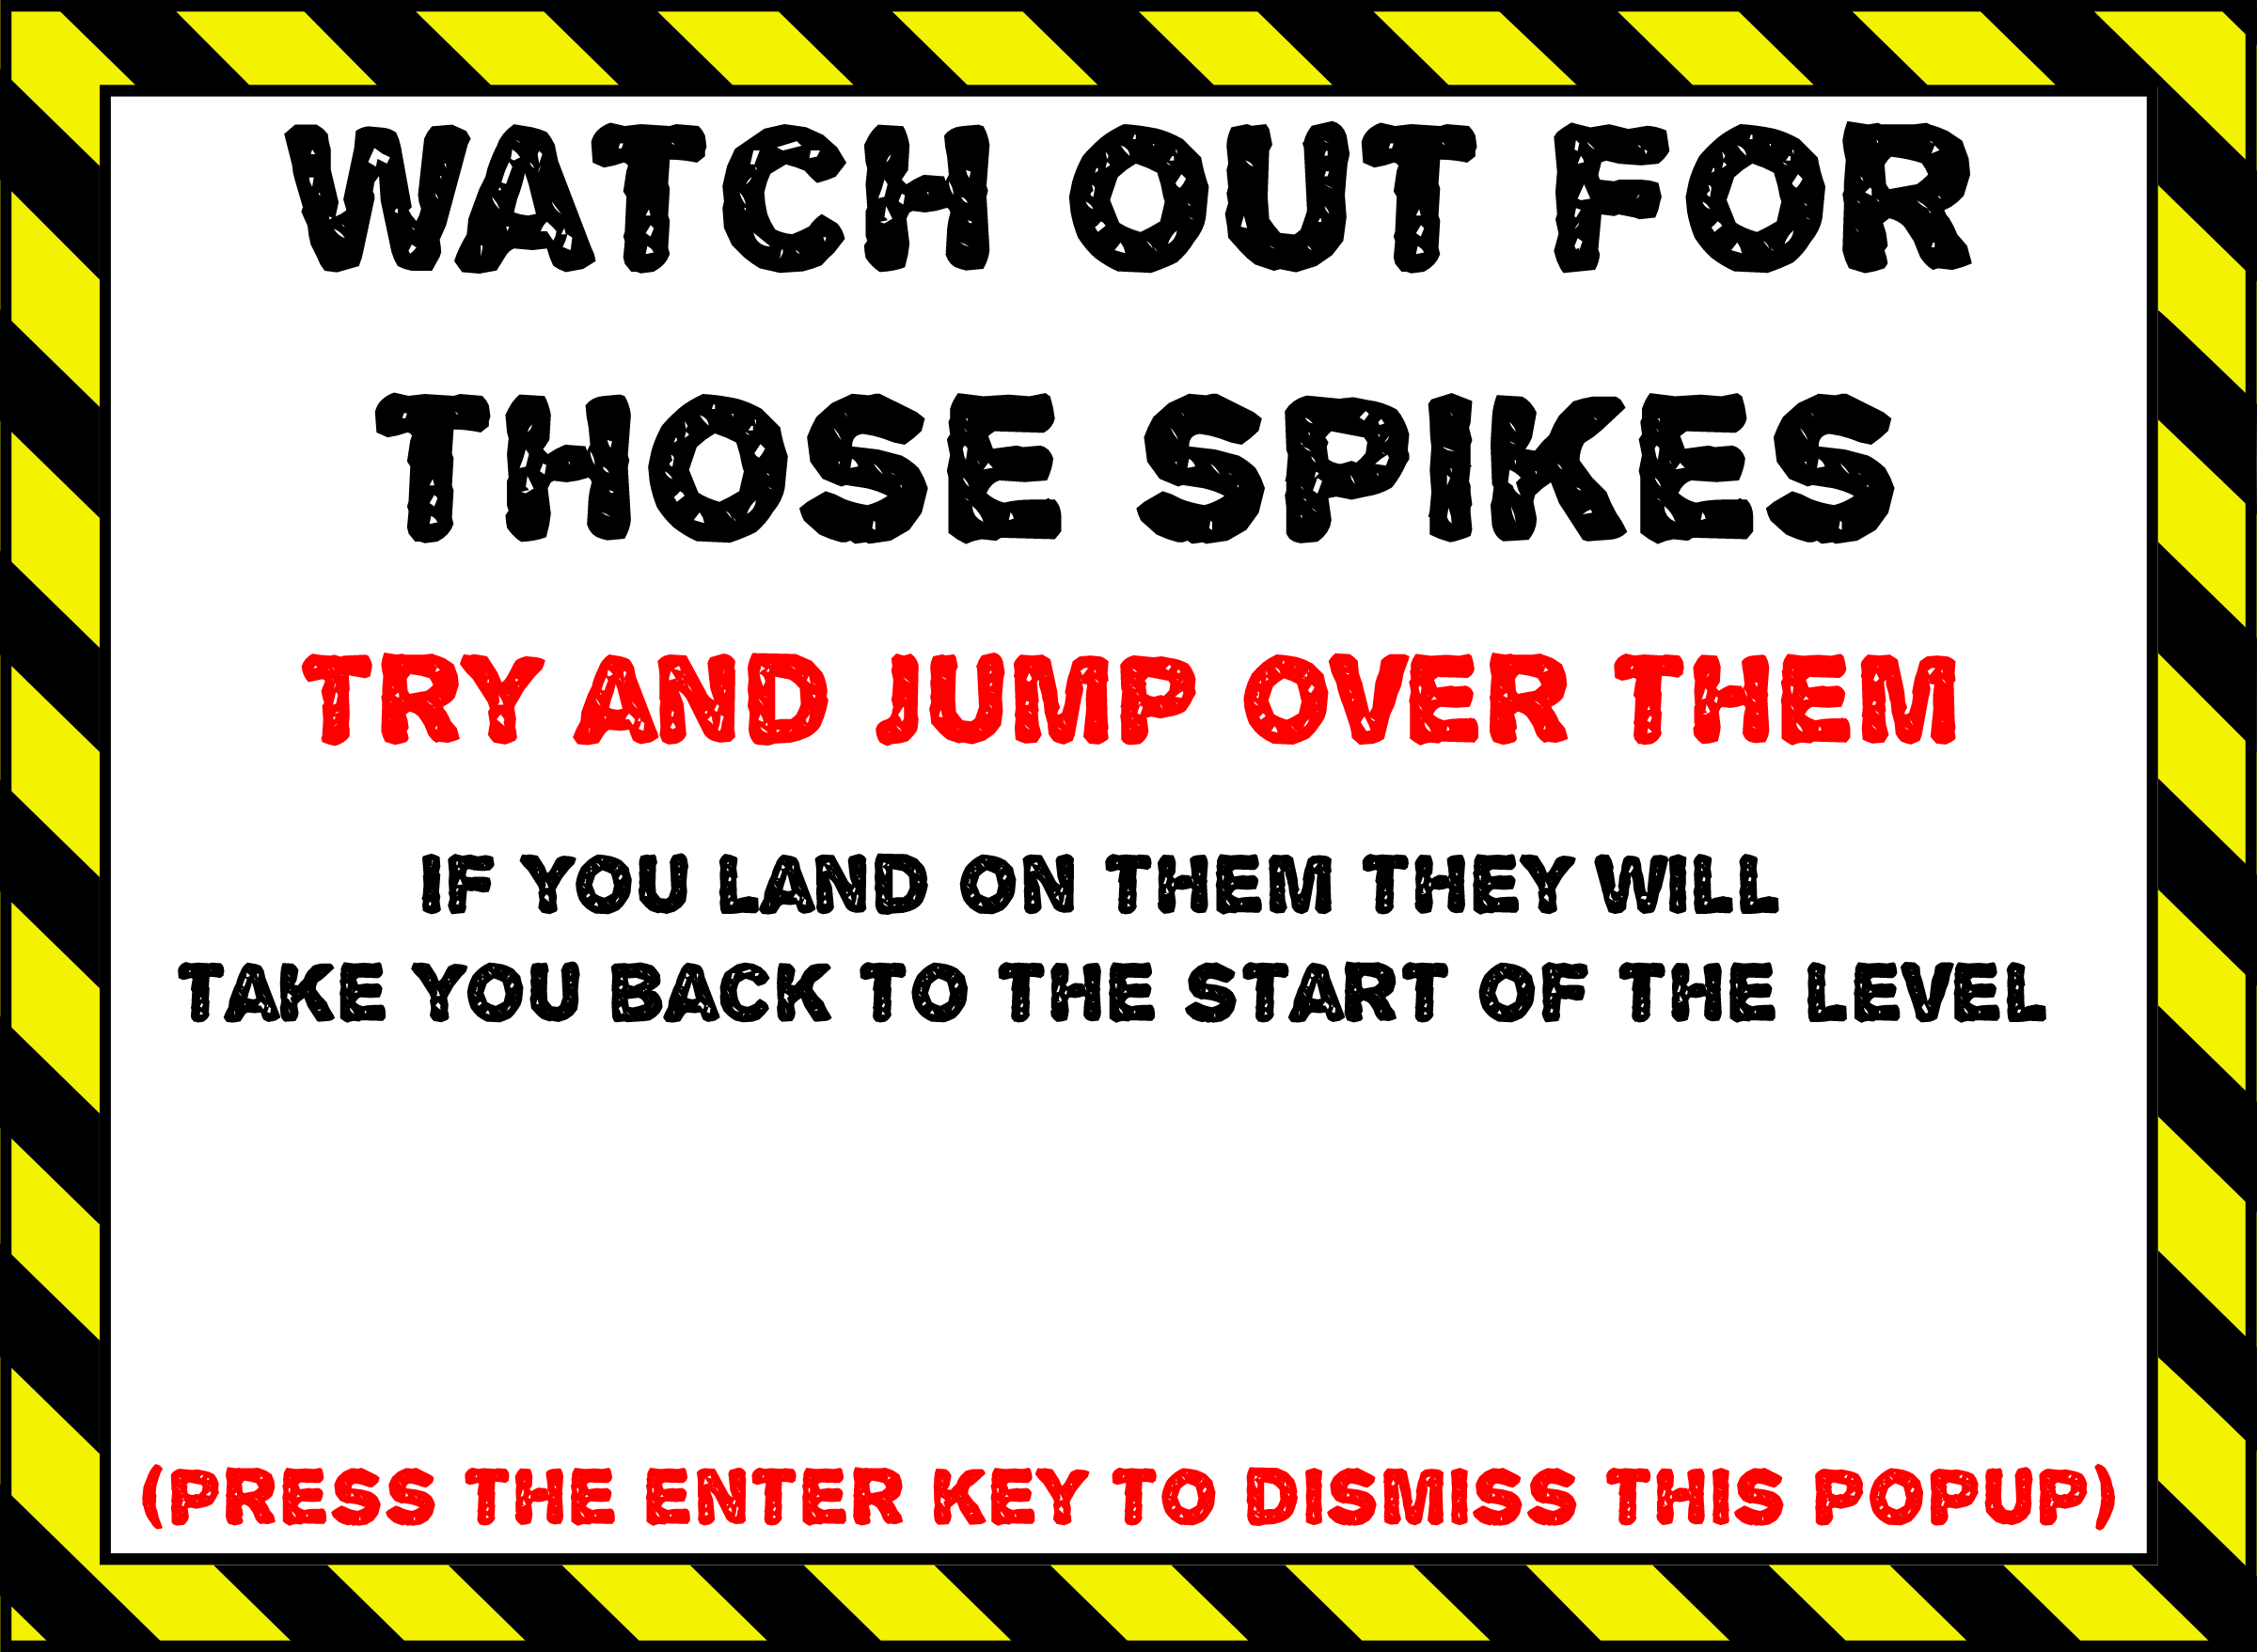 WATCH OUT FOR
THOSE SPIKES
TRY AND JUMP OVER THEM
IF YOU LAND ON THEM THEY WILL
TAKE YOU BACK TO THE START OF THE LEVEL
(PRESS THE ENTER KEY TO DISMISS THIS POPUP)